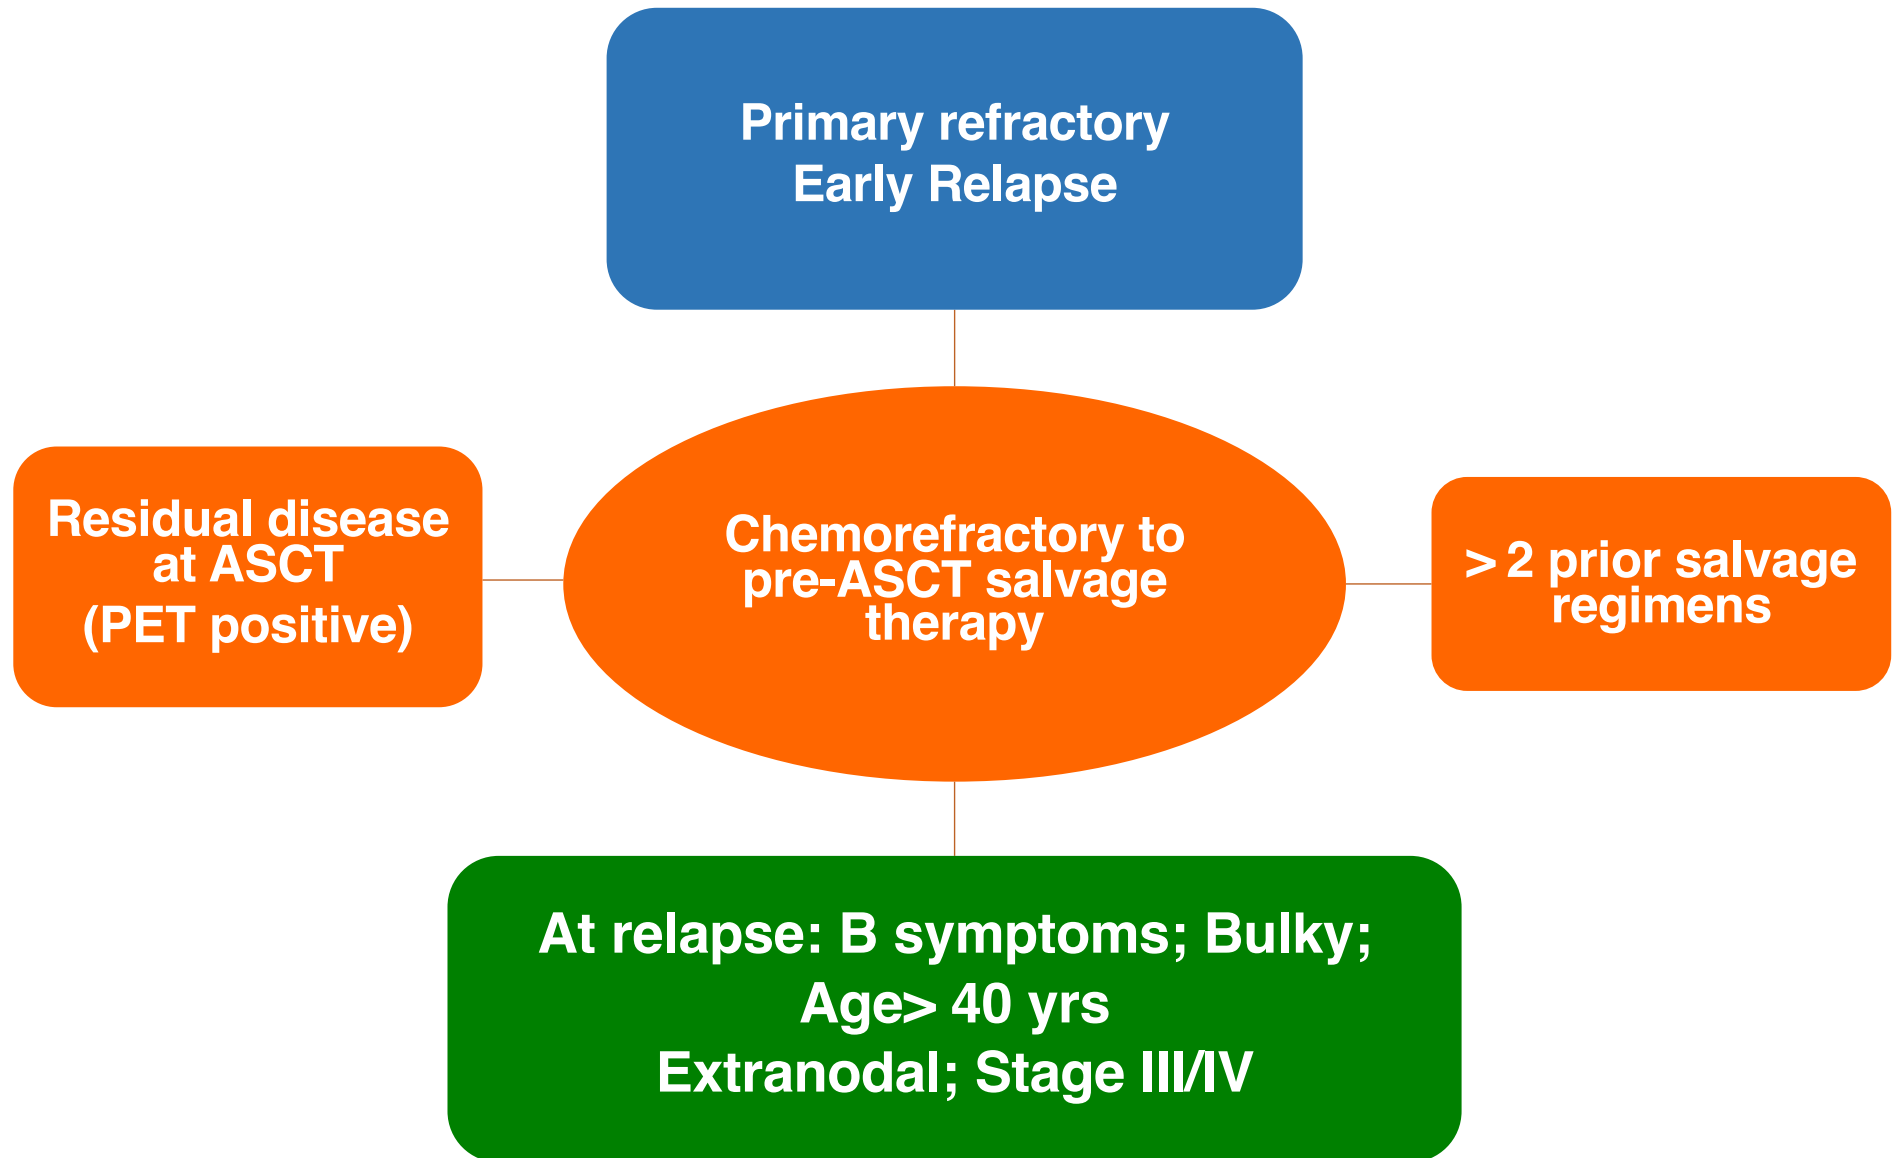 Primary refractory
Early Relapse
Residual disease
at ASCT
(PET positive)
Chemorefractory to
pre-ASCT salvage
therapy
> 2 prior salvage
regimens
At relapse: B symptoms; Bulky;
Age> 40 yrs
Extranodal; Stage III/IV